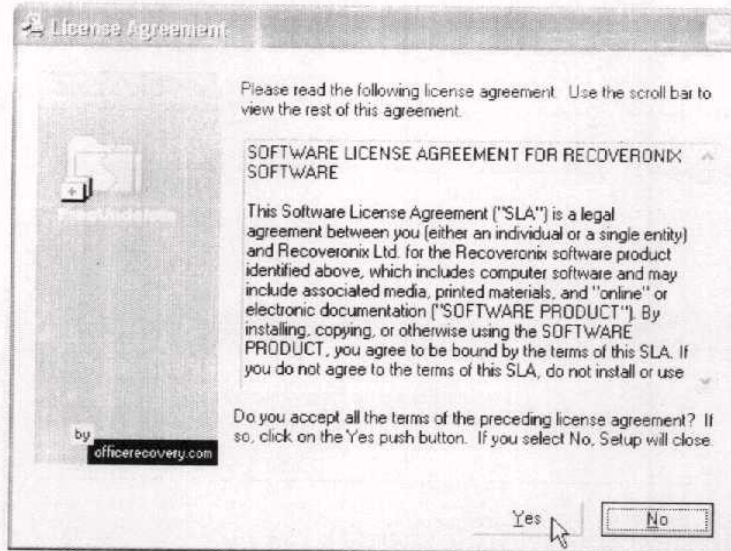 License Agreement
Please read the following license agreement. Use the scroll bar to
view the rest of this agreement.
SOFTWARE LICENSE AGREEMENT FOR RECOVERONIX
SOFTWARE
This Software License Agreement ("SLA") is a legal
agreement between you (either an individual or a single entity)
and Recoveronix Ltd. for the Recoveronix software product
identified above, which includes computer software and may
include associated media, printed materials, and "online" or
electronic documentation ("SOFTWARE PRODUCT"). By
installing, copying, or otherwise using the SOFTWARE
PRODUCT, you agree to be bound by the terms of this SLA. If
you do not agree to the terms of this SLA, do not install or use
FreeUndelete
by
officerecovery.com
Do you accept all the terms of the preceding license agreement? If
so, click on the Yes push button. If you select No, Setup will close.
Yes
No